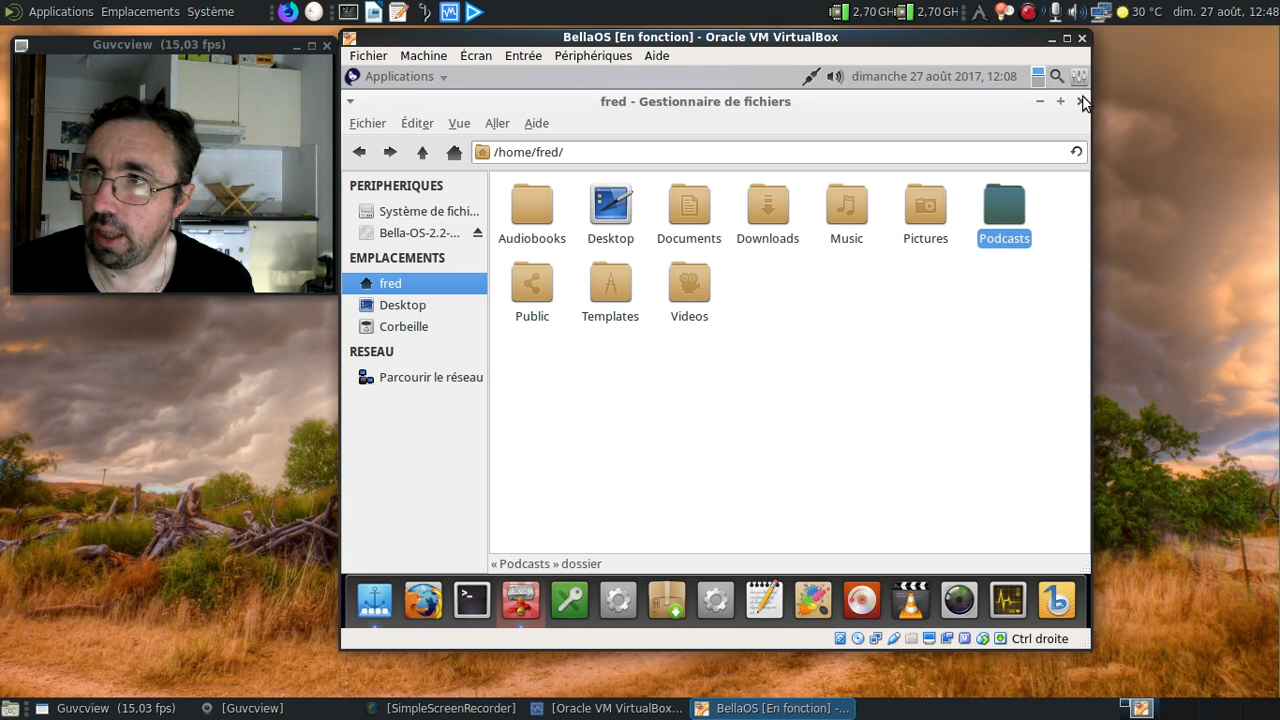 Applications Emplacements Système
2,70 GH 2,70 GH 30 °C dim. 27 août, 12:48
Guvcview (15,03 fps)
BellaOS [En fonction] - Oracle VM VirtualBox
Fichier Machine Écran Entrée Périphériques Aide
Applications dimanche 27 août 2017, 12:08
fred - Gestionnaire de fichiers
Fichier Éditer Vue Aller Aide
/home/fred/
PERIPHERIQUES
Système de fichi...
Bella-OS-2.2-...
EMPLACEMENTS
fred
Desktop
Corbeille
RESEAU
Parcourir le réseau
Audiobooks Desktop Documents Downloads Music Pictures Podcasts
Public Templates Videos
« Podcasts » dossier
Ctrl droite
Guvcview (15,03 fps) [Guvcview] [SimpleScreenRecorder] [Oracle VM VirtualBox... BellaOS [En fonction] -...